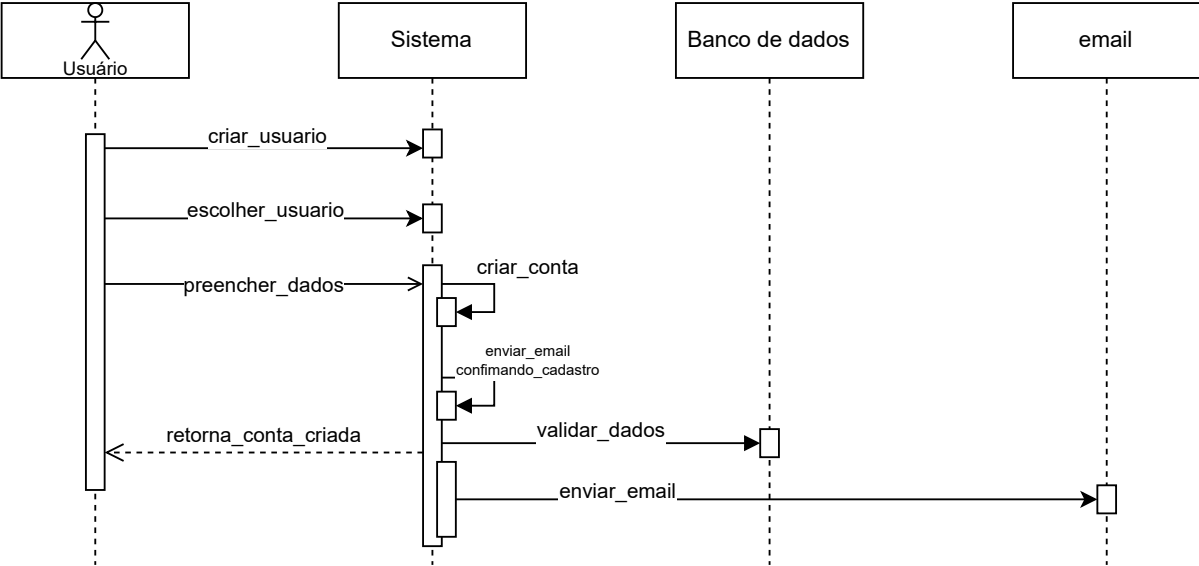 Usuário
Sistema
Banco de dados
email
criar_usuario
escolher_usuario
criar_conta
preencher_dados
enviar_email
confimando_cadastro
validar_dados
retorna_conta_criada
enviar_email